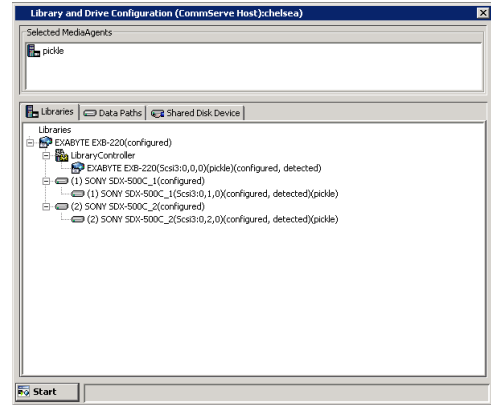 Library and Drive Configuration (CommServe Host):chelsea)
Selected MediaAgents
pickle
Libraries
Data Paths
Shared Disk Device
Libraries
EXABYTE EXB-220(configured)
LibraryController
EXABYTE EXB-220(Scsi3:0,0,0)(pickle)(configured, detected)
(1) SONY SDX-500C_1(configured)
(1) SONY SDX-500C_1(Scsi3:0,1,0)(configured, detected)(pickle)
(2) SONY SDX-500C_2(configured)
(2) SONY SDX-500C_2(Scsi3:0,2,0)(configured, detected)(pickle)
Start